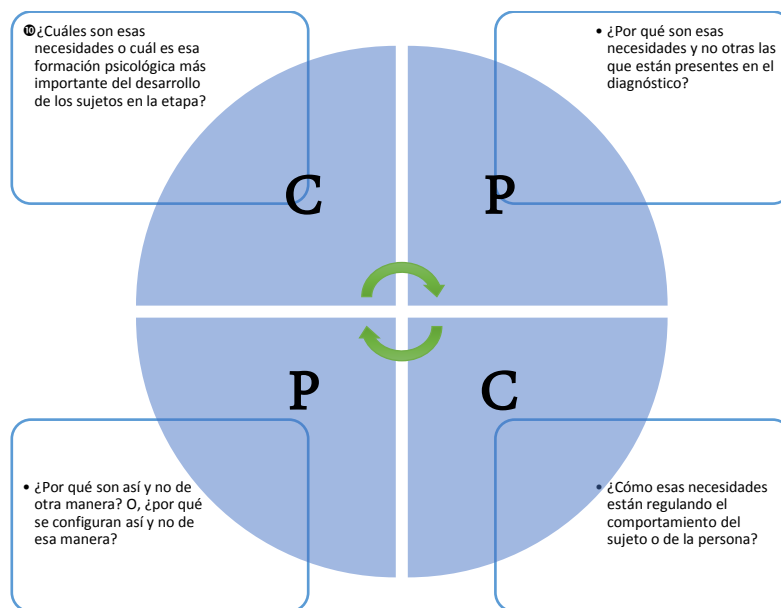 ❿¿Cuáles son esas
necesidades o cuál es esa
formación psicológica más
importante del desarrollo
de los sujetos en la etapa?
• ¿Por qué son esas
necesidades y no otras las
que están presentes en el
diagnóstico?
C
P
P
C
• ¿Por qué son así y no de
otra manera? O, ¿por qué
se configuran así y no de
esa manera?
• ¿Cómo esas necesidades
están regulando el
comportamiento del
sujeto o de la persona?